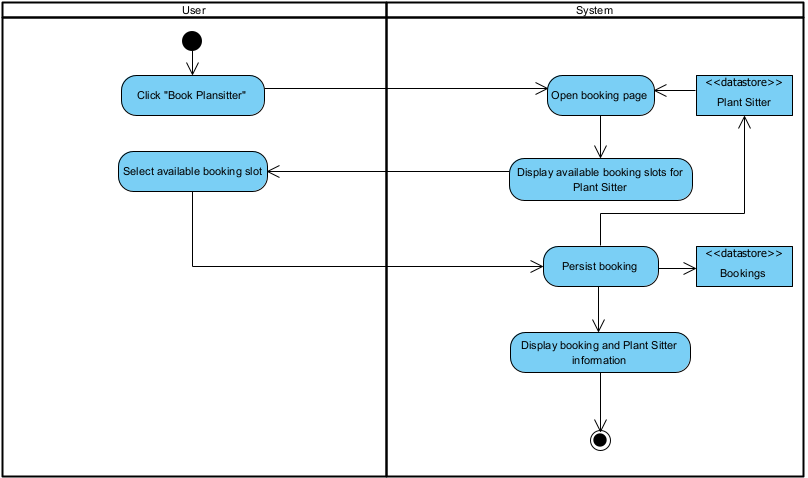 User
System
Click "Book Plansitter"
Open booking page
<<datastore>>
Plant Sitter
Select available booking slot
Display available booking slots for
Plant Sitter
Persist booking
<<datastore>>
Bookings
Display booking and Plant Sitter
information